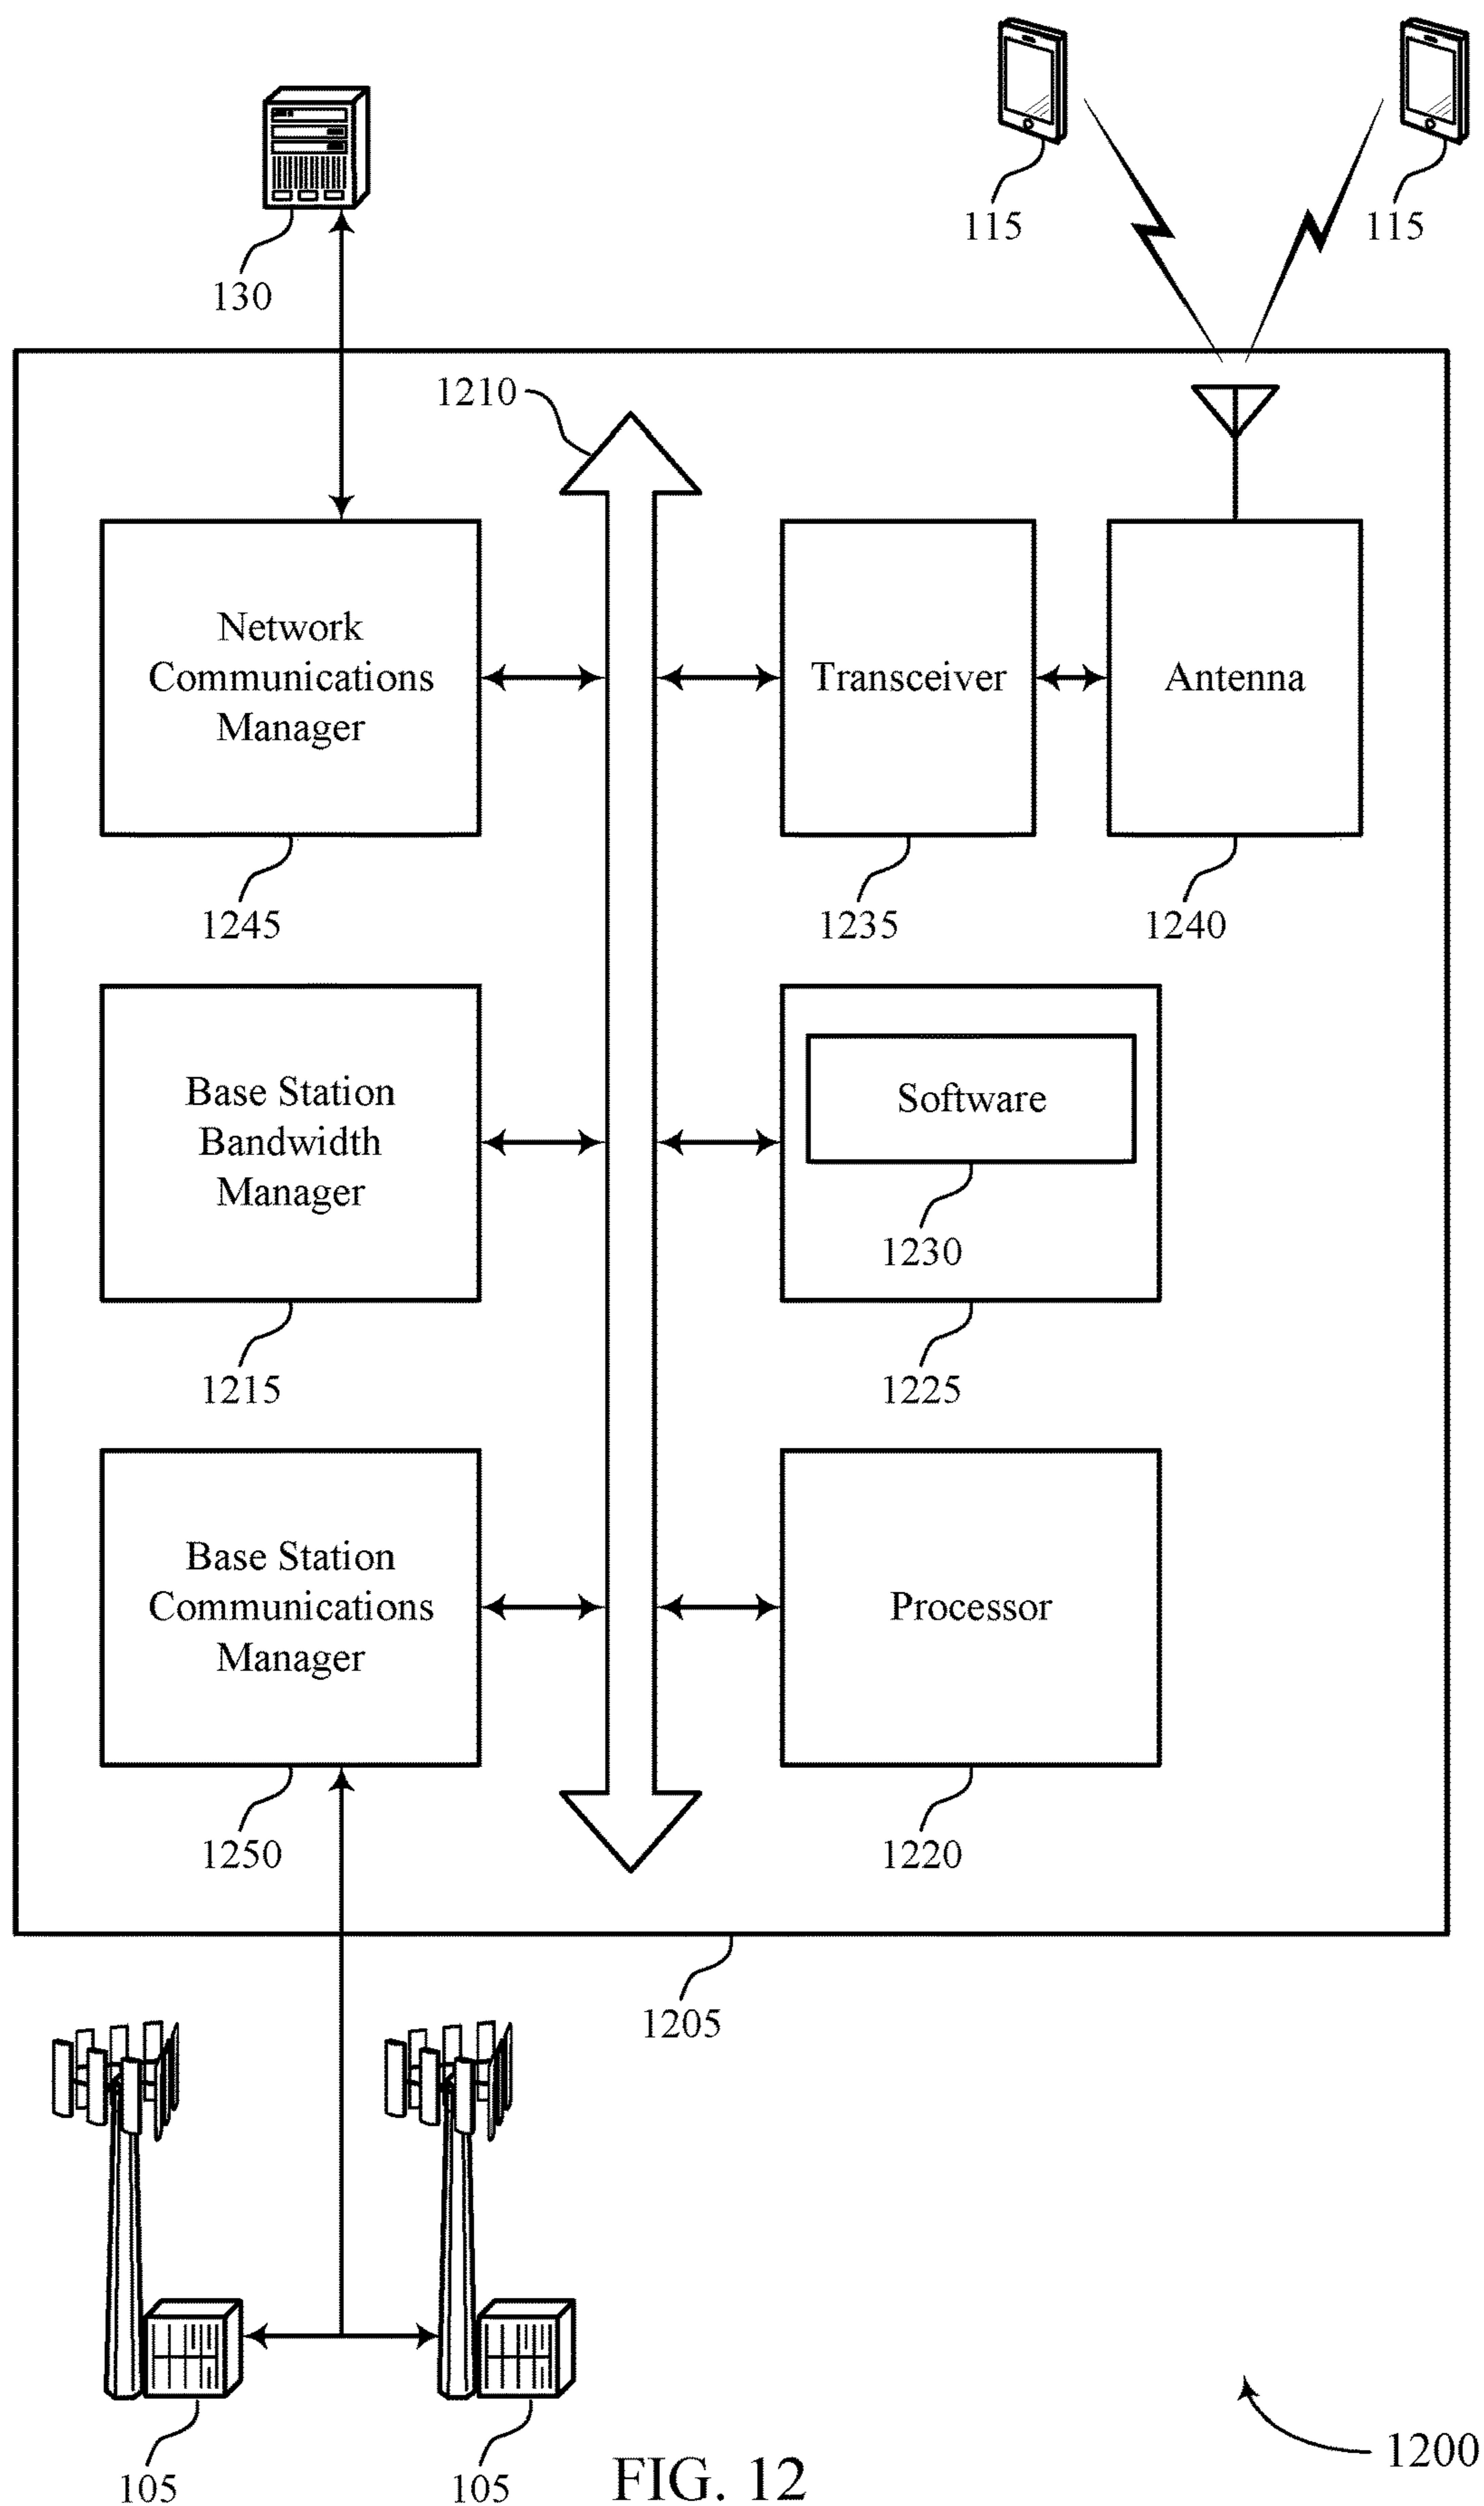 115
115
130
1210
Network
Communications
Manager
Transceiver
Antenna
1245
1235
1240
Base Station
Bandwidth
Manager
Software
1230
1215
1225
Base Station
Communications
Manager
Processor
1250
1220
1205
105
105
FIG. 12
1200